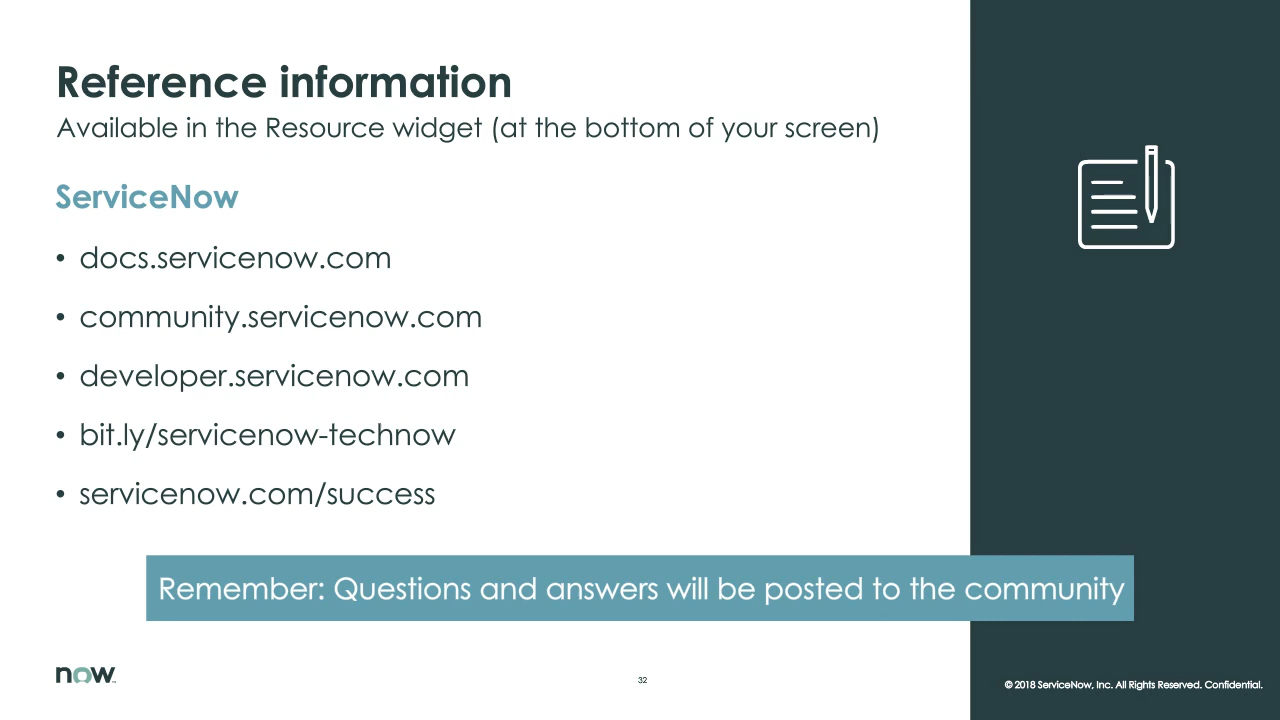 Reference information
Available in the Resource widget (at the bottom of your screen)
ServiceNow
• docs.servicenow.com
• community.servicenow.com
• developer.servicenow.com
• bit.ly/servicenow-technow
• servicenow.com/success
Remember: Questions and answers will be posted to the community
now
32
© 2018 ServiceNow, Inc. All Rights Reserved. Confidential.